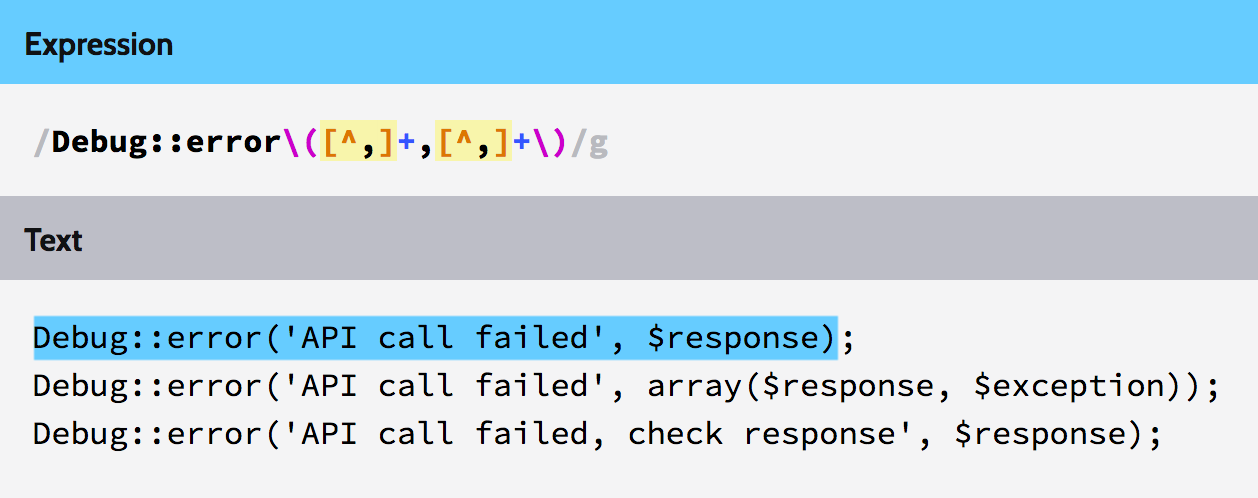 Expression
/Debug::error\([^,]+,[^,]+\)/g
Text
Debug::error('API call failed', $response);
Debug::error('API call failed', array($response, $exception));
Debug::error('API call failed, check response', $response);